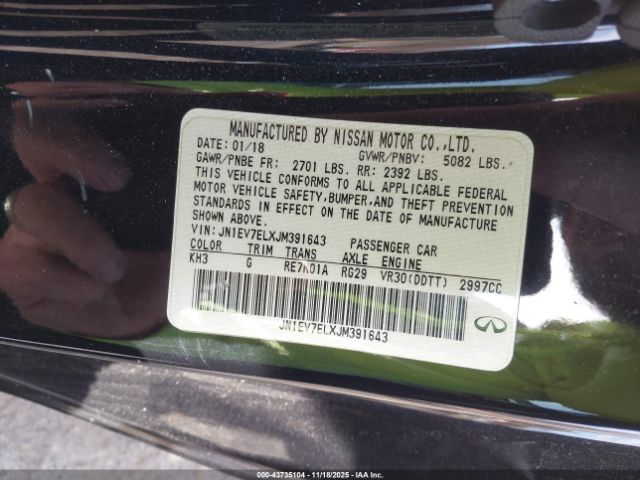 MANUFACTURED BY NISSAN MOTOR CO.,LTD.
DATE: 01/18 GVWR/PNBV: 5082 LBS.
GAWR/PNBE FR: 2701 LBS. RR: 2392 LBS.
THIS VEHICLE CONFORMS TO ALL APPLICABLE FEDERAL
MOTOR VEHICLE SAFETY,BUMPER,AND THEFT PREVENTION
STANDARDS IN EFFECT ON THE DATE OF MANUFACTURE
SHOWN ABOVE.
VIN: JN1EV7ELXJM391643 PASSENGER CAR
COLOR TRIM TRANS AXLE ENGINE
KH3 G RE7R01A RG29 VR30(DDTT) 2997CC
JN1EV7ELXJM391643
000-43735104 - 11/18/2025 - IAAI.com